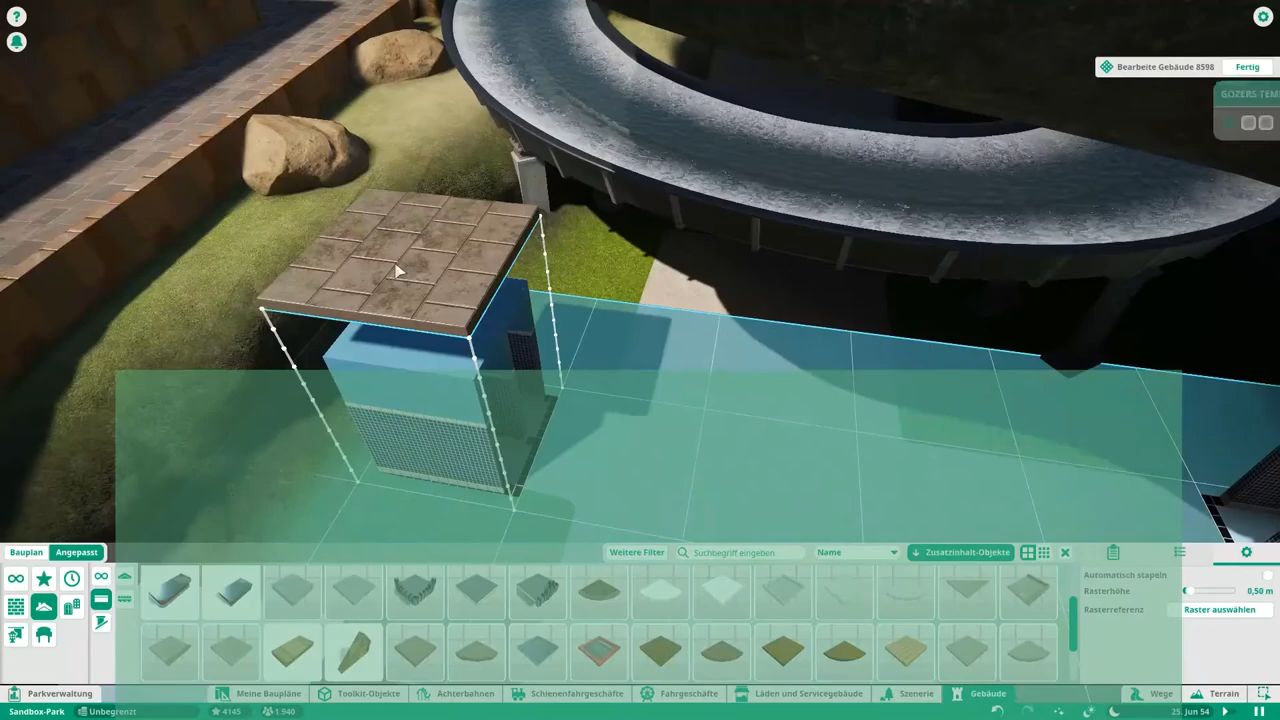 ?
Bearbeite Gebäude 8598 Fertig
GOZERS TEM
Bauplan Angepasst Weitere Filter Suchbegriff eingeben Name Zusatzinhalt-Objekte
Automatisch stapeln
Rasterhöhe 0,50 m
Rasterreferenz Raster auswählen
Parkverwaltung Meine Baupläne Toolkit-Objekte Achterbahnen Schienenfahrgeschäfte Fahrgeschäfte Läden und Servicegebäude Szenerie Gebäude Wege Terrain
Sandbox-Park Unbegrenzt 4145 1.940 25. Jun 54